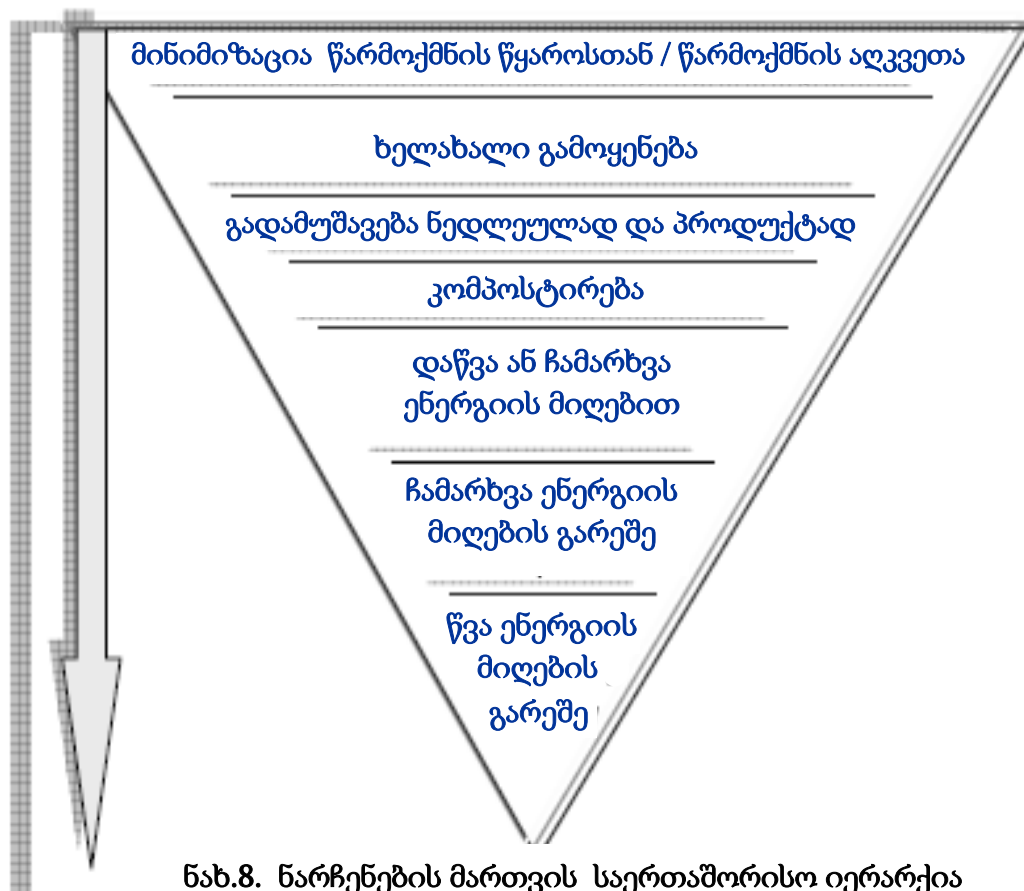 მინიმიზაცია წარმოქმნის წყაროსთან / წარმოქმნის აღკვეთა
ხელახალი გამოყენება
გადამუშავება ნედლეულად და პროდუქტად
კომპოსტირება
დაწვა ან ჩამარხვა
ენერგიის მიღებით
ჩამარხვა ენერგიის
მიღების გარეშე
წვა ენერგიის
მიღების
გარეშე
ნახ.8. ნარჩენების მართვის საერთაშორისო იერარქია